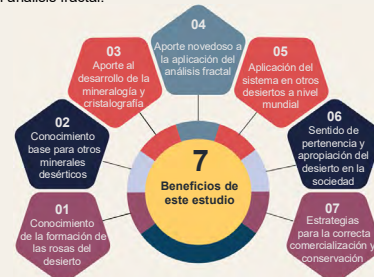 análisis fractal.
04
Aporte novedoso a
la aplicación del
análisis fractal
03
Aporte al
desarrollo de la
mineralogía y
cristalografía
05
Aplicación del
sistema en otros
desiertos a nivel
mundial
02
Conocimiento
base para otros
minerales
desérticos
06
Sentido de
pertenencia y
apropiación del
desierto en la
sociedad
7
Beneficios de
este estudio
01
Conocimiento
de la formación de
las rosas del
desierto
07
Estrategias
para la correcta
comercialización y
conservación